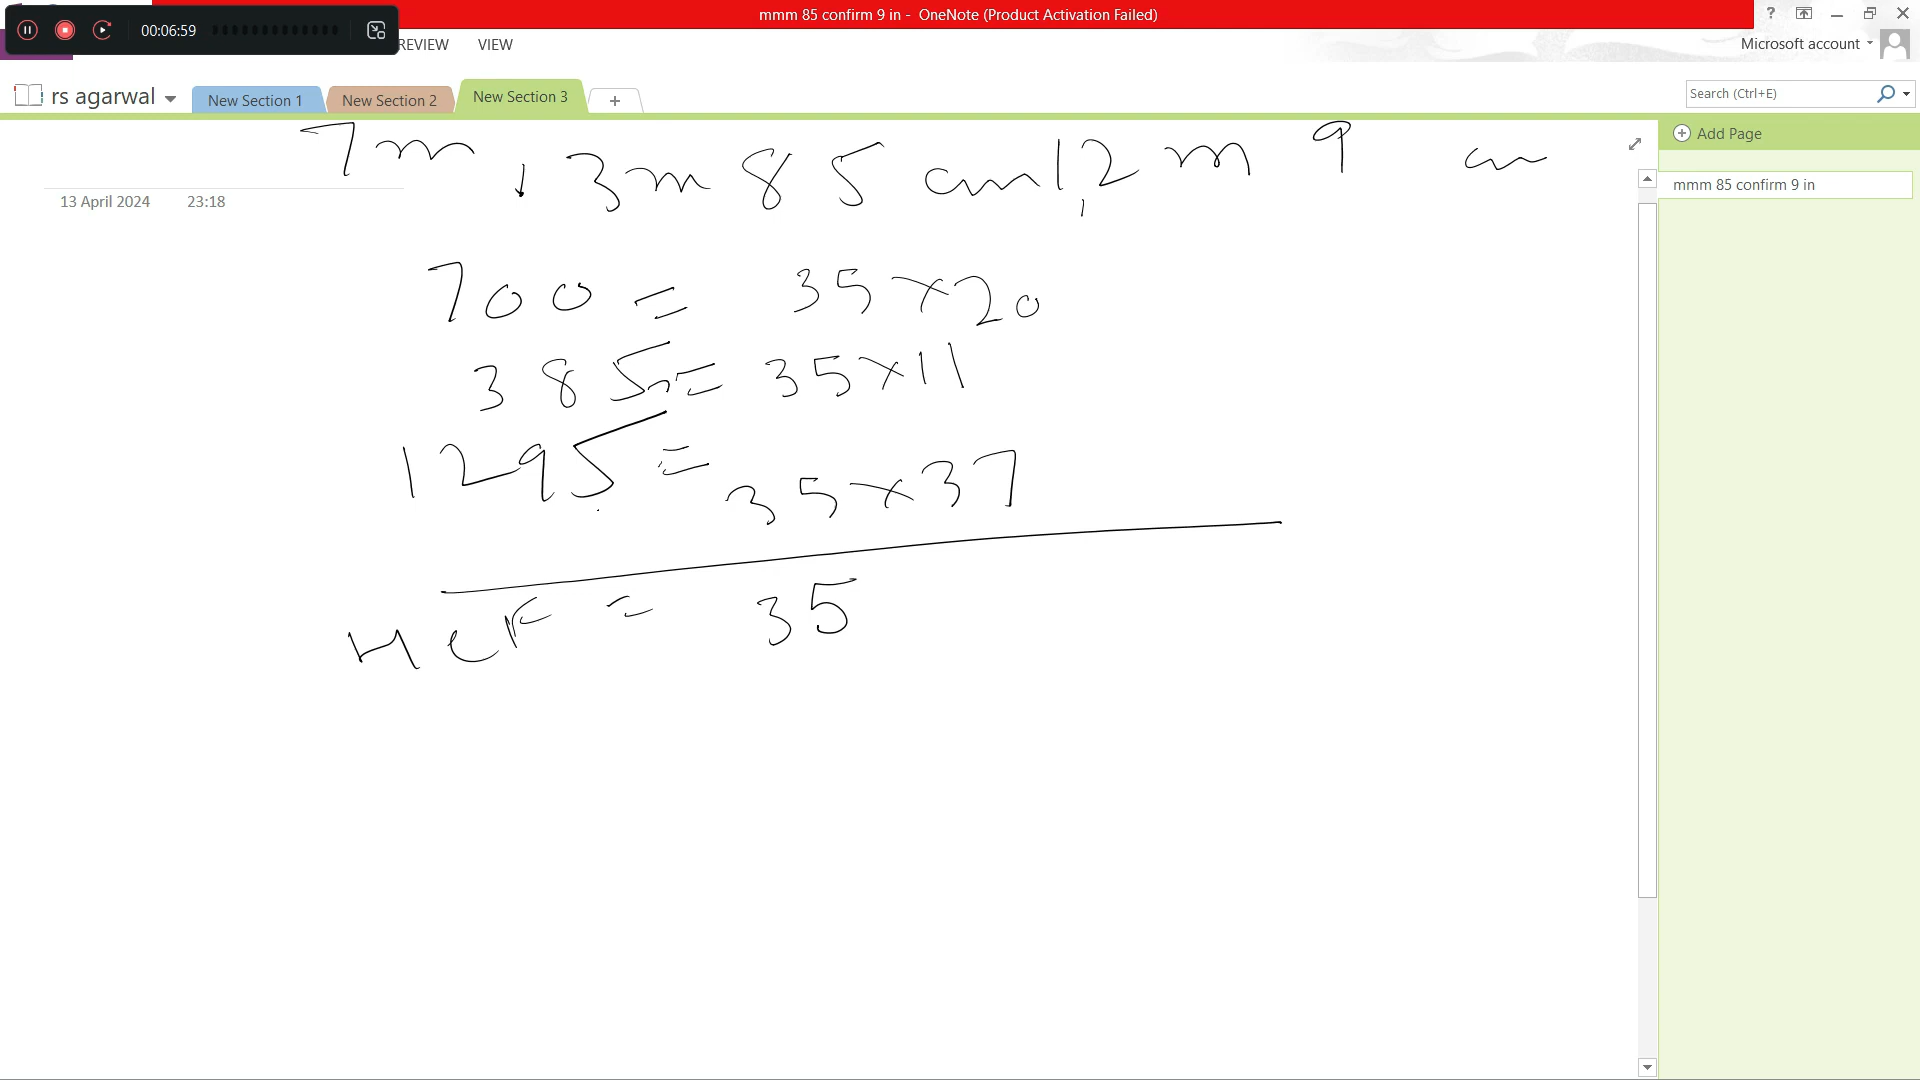 mmm 85 confirm 9 in - OneNote (Product Activation Failed)
?
00:06:59
REVIEW VIEW
Microsoft account
rs agarwal
New Section 1 New Section 2 New Section 3 +
Search (Ctrl+E)
Add Page
mmm 85 confirm 9 in
7m, 3m 85 cm, 12 m 9 cm
13 April 2024 23:18
700 = 35×20
385 = 35×11
1295 = 35×37
HCF = 35